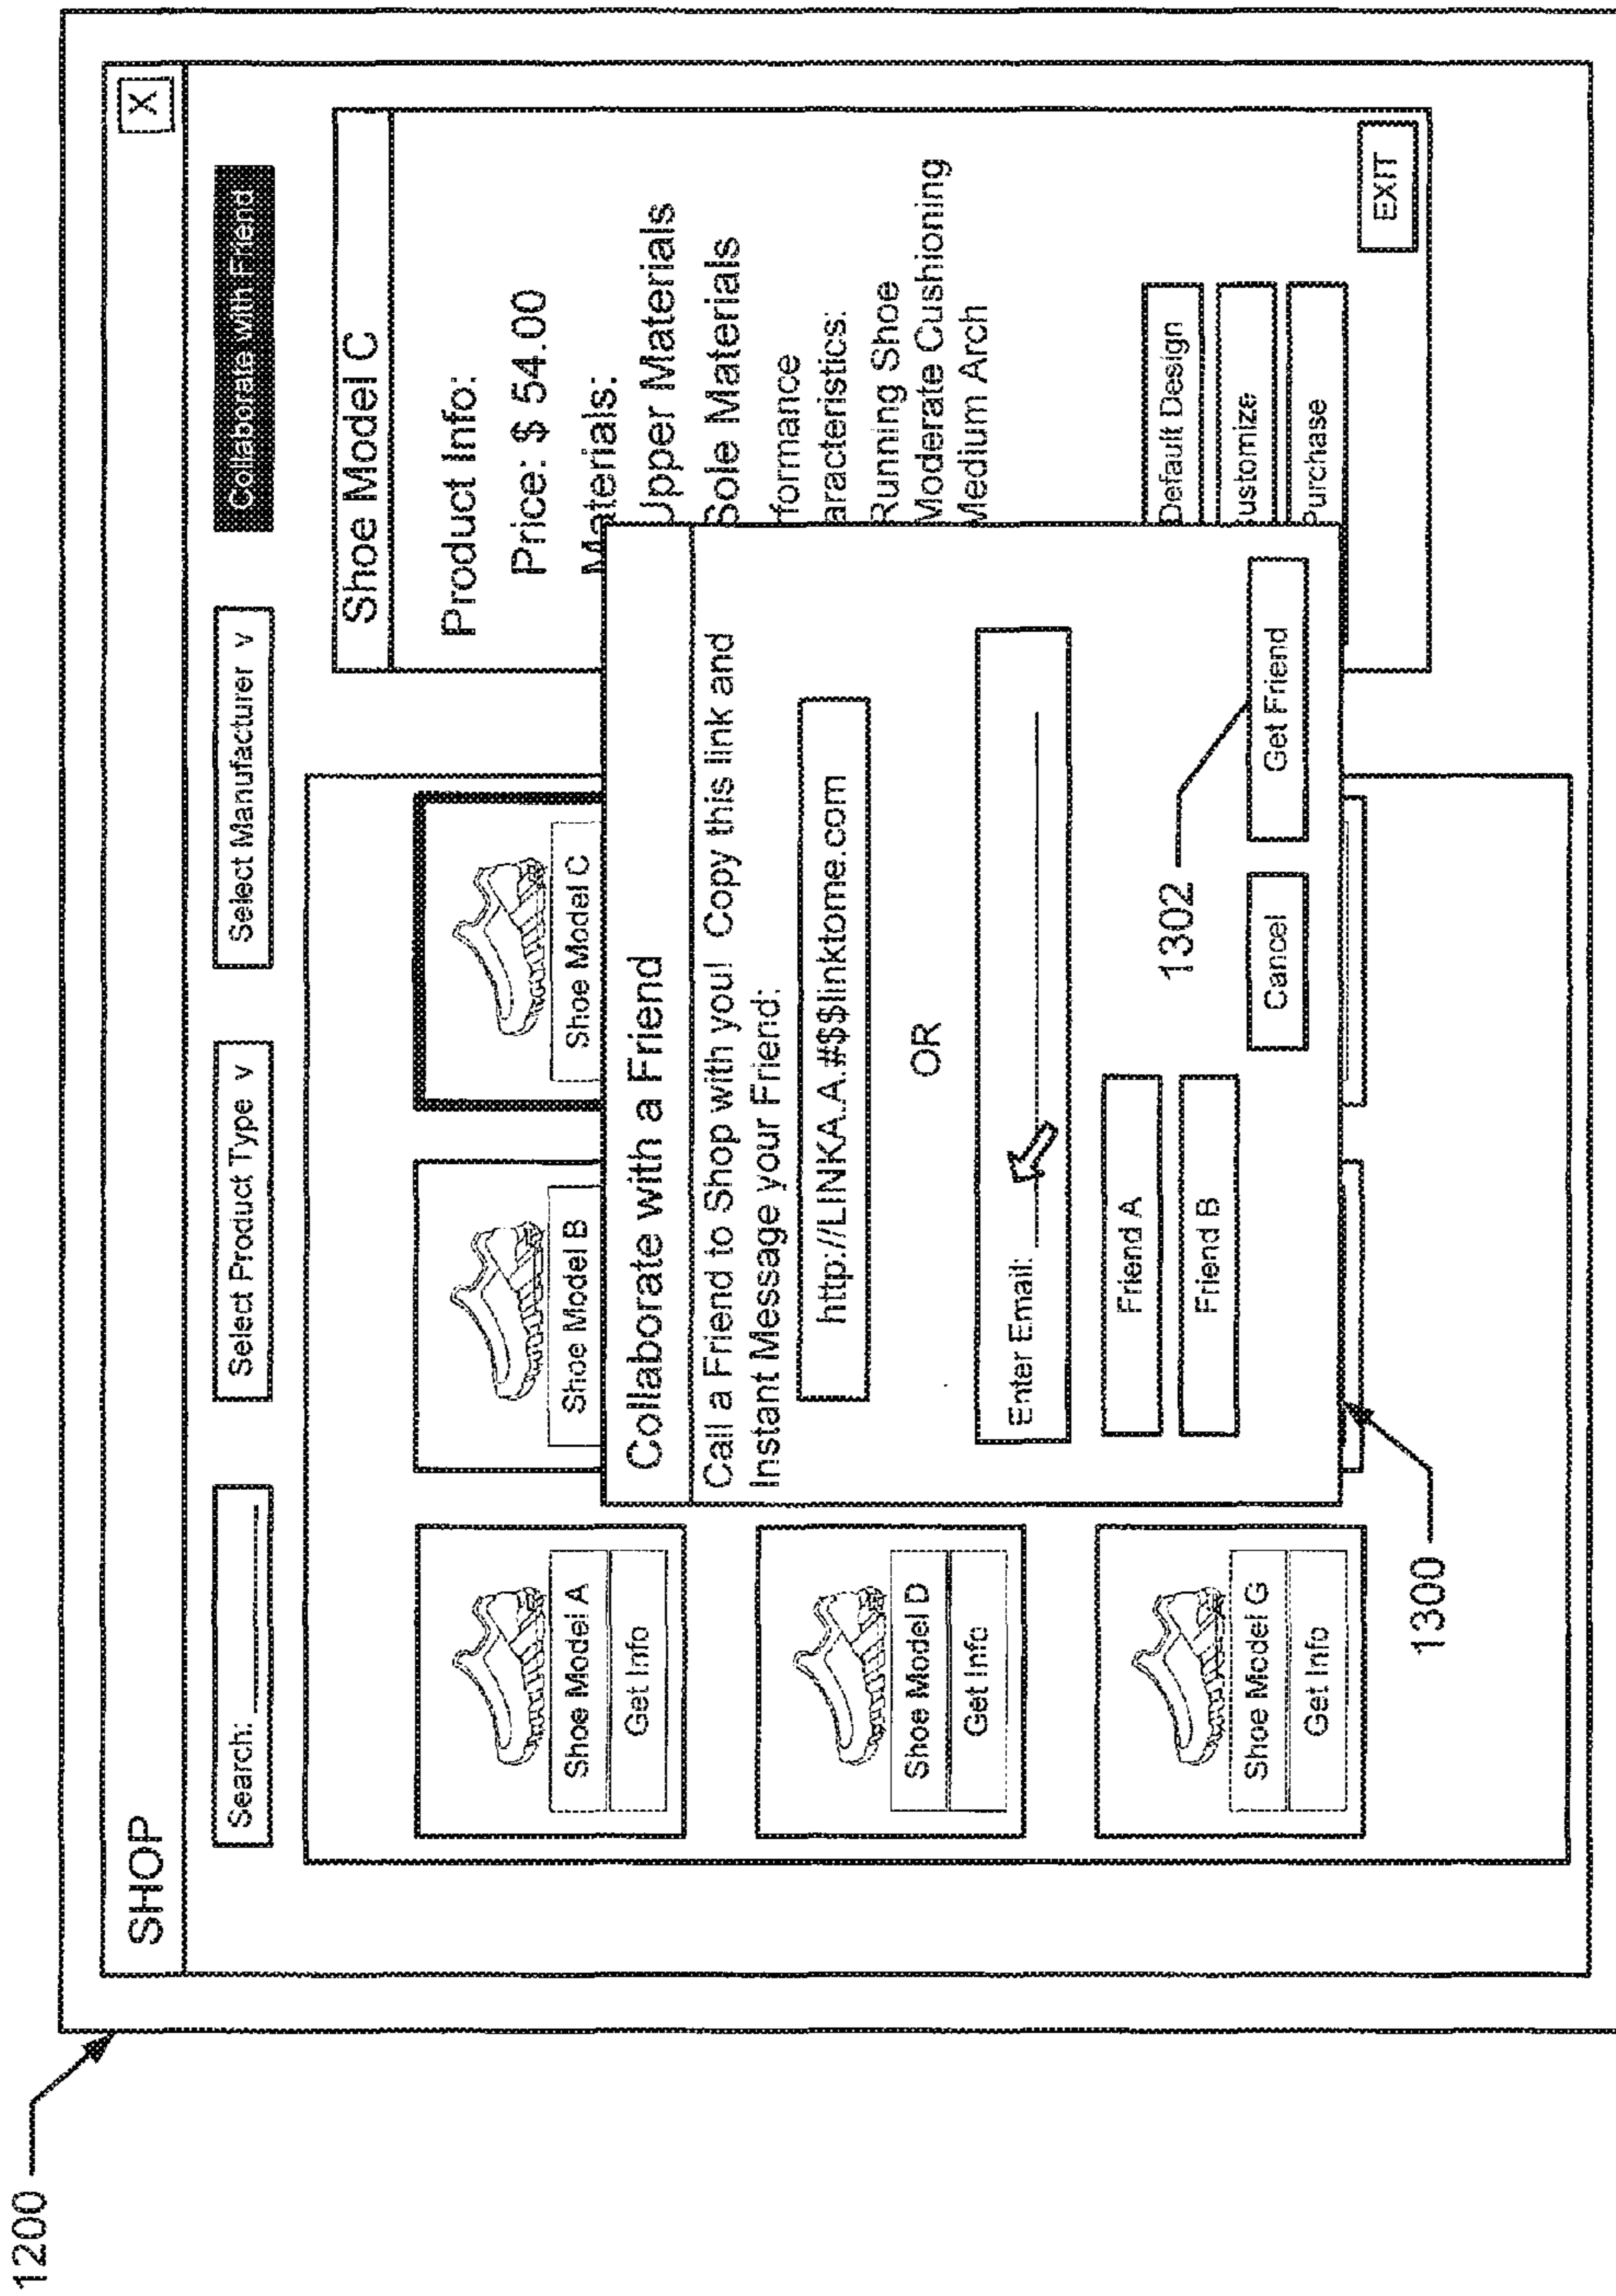 1200
SHOP
X
Search:
Select Product Type v
Select Manufacturer v
Collaborate with Friend
Shoe Model A
Get Info
Shoe Model B
Shoe Model C
Shoe Model D
Get Info
Shoe Model G
Get Info
Shoe Model C
Product Info:
Price: $ 54.00
Materials:
Upper Materials
Sole Materials
formance
aracteristics:
Running Shoe
Moderate Cushioning
Medium Arch
Default Design
ustomize
Purchase
EXIT
Collaborate with a Friend
Call a Friend to Shop with you! Copy this link and
Instant Message your Friend:
http://LINKA.A.#$$linktome.com
OR
Enter Email:
Friend A
Friend B
Cancel
Get Friend
1302
1300